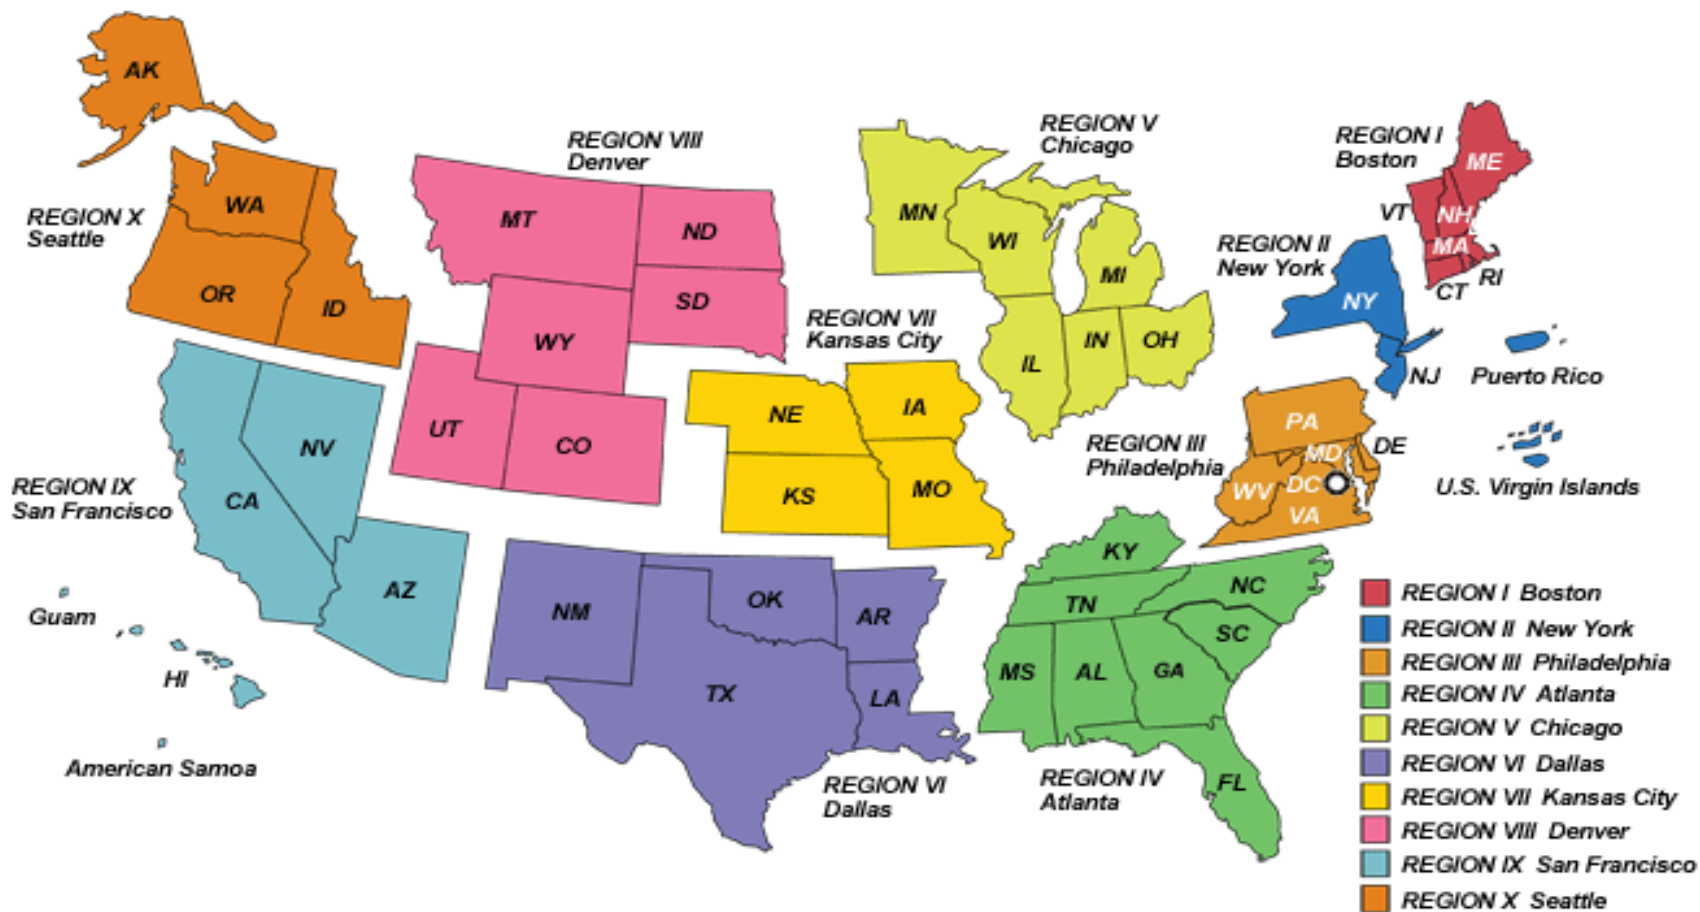 AK
REGION VIII
Denver
REGION V
Chicago
REGION I
Boston
ME
WA
REGION X
Seattle
MT
ND
MN
WI
VT
NH
MA
RI
CT
REGION II
New York
OR
ID
SD
MI
NY
WY
REGION VII
Kansas City
IL
IN
OH
NJ
Puerto Rico
UT
CO
NE
IA
NV
PA
REGION III
Philadelphia
MD
DE
REGION IX
San Francisco
CA
KS
MO
WV
DC
VA
U.S. Virgin Islands
AZ
NM
OK
AR
KY
TN
NC
SC
Guam
HI
TX
LA
MS
AL
GA
American Samoa
REGION VI
Dallas
REGION IV
Atlanta
FL
REGION I Boston
REGION II New York
REGION III Philadelphia
REGION IV Atlanta
REGION V Chicago
REGION VI Dallas
REGION VII Kansas City
REGION VIII Denver
REGION IX San Francisco
REGION X Seattle